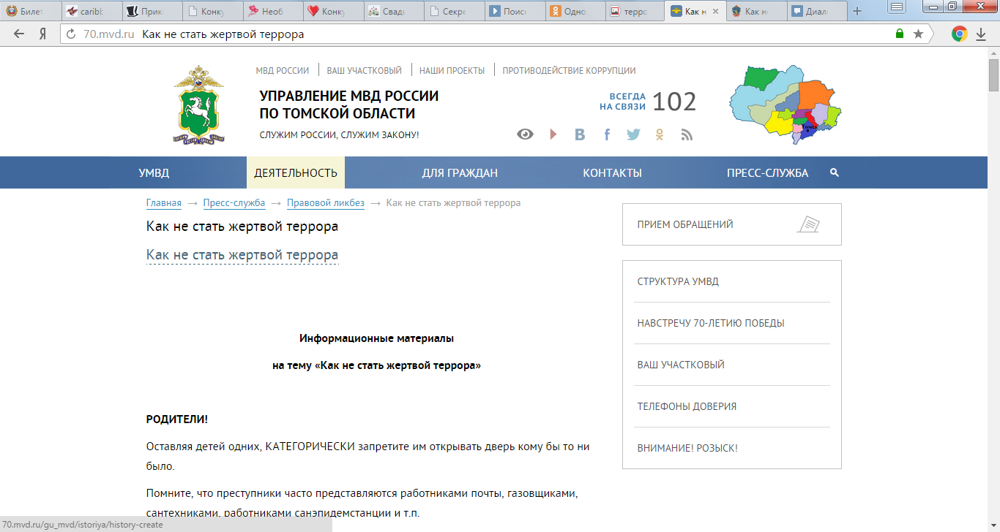 Билет
caribb
Прик
Конку
Необ
Конку
Свадь
Секре
Поис
Одно
терро
Как н
Как н
Диал
Я
70.mvd.ru Как не стать жертвой террора
МВД РОССИИ
ВАШ УЧАСТКОВЫЙ
НАШИ ПРОЕКТЫ
ПРОТИВОДЕЙСТВИЕ КОРРУПЦИИ
УПРАВЛЕНИЕ МВД РОССИИ
ПО ТОМСКОЙ ОБЛАСТИ
СЛУЖИМ РОССИИ, СЛУЖИМ ЗАКОНУ!
ВСЕГДА
НА СВЯЗИ
102
Томск
УМВД
ДЕЯТЕЛЬНОСТЬ
ДЛЯ ГРАЖДАН
КОНТАКТЫ
ПРЕСС-СЛУЖБА
Главная → Пресс-служба → Правовой ликбез → Как не стать жертвой террора
Как не стать жертвой террора
Как не стать жертвой террора
Информационные материалы
на тему «Как не стать жертвой террора»
РОДИТЕЛИ!
Оставляя детей одних, КАТЕГОРИЧЕСКИ запретите им открывать дверь кому бы то ни
было.
Помните, что преступники часто представляются работниками почты, газовщиками,
сантехниками, работниками санэпидемстанции и т.п.
ПРИЕМ ОБРАЩЕНИЙ
СТРУКТУРА УМВД
НАВСТРЕЧУ 70-ЛЕТИЮ ПОБЕДЫ
ВАШ УЧАСТКОВЫЙ
ТЕЛЕФОНЫ ДОВЕРИЯ
ВНИМАНИЕ! РОЗЫСК!
70.mvd.ru/gu_mvd/istoriya/history-create